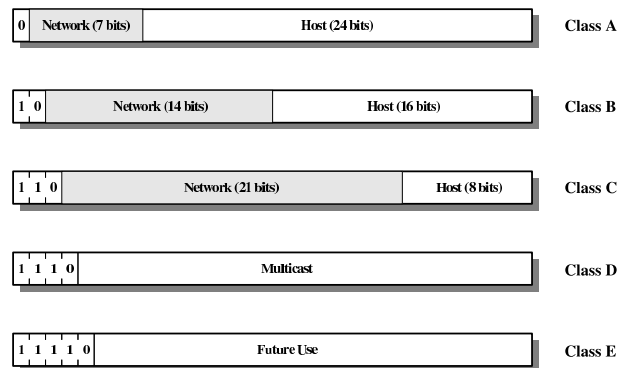 0 Network (7 bits) Host (24 bits) Class A
1 0 Network (14 bits) Host (16 bits) Class B
1 1 0 Network (21 bits) Host (8 bits) Class C
1 1 1 0 Multicast Class D
1 1 1 1 0 Future Use Class E